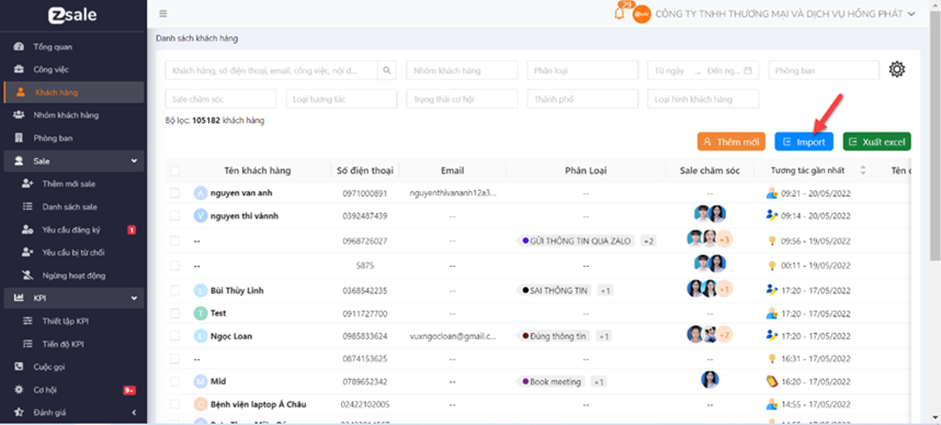 zsale
Tổng quan
Công việc
Khách hàng
Nhóm khách hàng
Phòng ban
Sale
Thêm mới sale
Danh sách sale
Yêu cầu đăng ký 1
Yêu cầu bị từ chối
Ngừng hoạt động
KPI
Thiết lập KPI
Tiến độ KPI
Cuộc gọi
Cơ hội 9+
Đánh giá
29 zsale CÔNG TY TNHH THƯƠNG MẠI VÀ DỊCH VỤ HỒNG PHÁT
Danh sách khách hàng
Khách hàng, số điện thoại, email, công việc, nội d... Nhóm khách hàng Phân loại Từ ngày Đến ng... Phòng ban
Sale chăm sóc Loại tương tác Trạng thái cơ hội Thành phố Loại hình khách hàng
Bộ lọc: 105182 khách hàng
Thêm mới Import Xuất excel
Tên khách hàng Số điện thoại Email Phân Loại Sale chăm sóc Tương tác gần nhất Tên c
A nguyen van anh 0971000891 nguyenthivananh12a3... -- 09:21 - 20/05/2022
V nguyen thi vánnh 0392487439 -- -- 09:14 - 20/05/2022
-- 0968726027 -- GỬI THÔNG TIN QUA ZALO +2 +3 09:56 - 19/05/2022
-- 5875 -- -- 00:11 - 19/05/2022
L Bùi Thùy Linh 0368542235 -- SAI THÔNG TIN +1 +1 17:20 - 17/05/2022
T Test 0911727700 -- -- -- 17:20 - 17/05/2022
L Ngọc Loan 0985833624 vuxngocloan@gmail.c... Đúng thông tin +1 +7 17:20 - 17/05/2022
-- 0874153625 -- -- -- 16:31 - 17/05/2022
M Mid 0789652342 -- Book meeting +1 16:20 - 17/05/2022
C Bệnh viện laptop Á Châu 02422102005 -- -- -- 14:55 - 17/05/2022